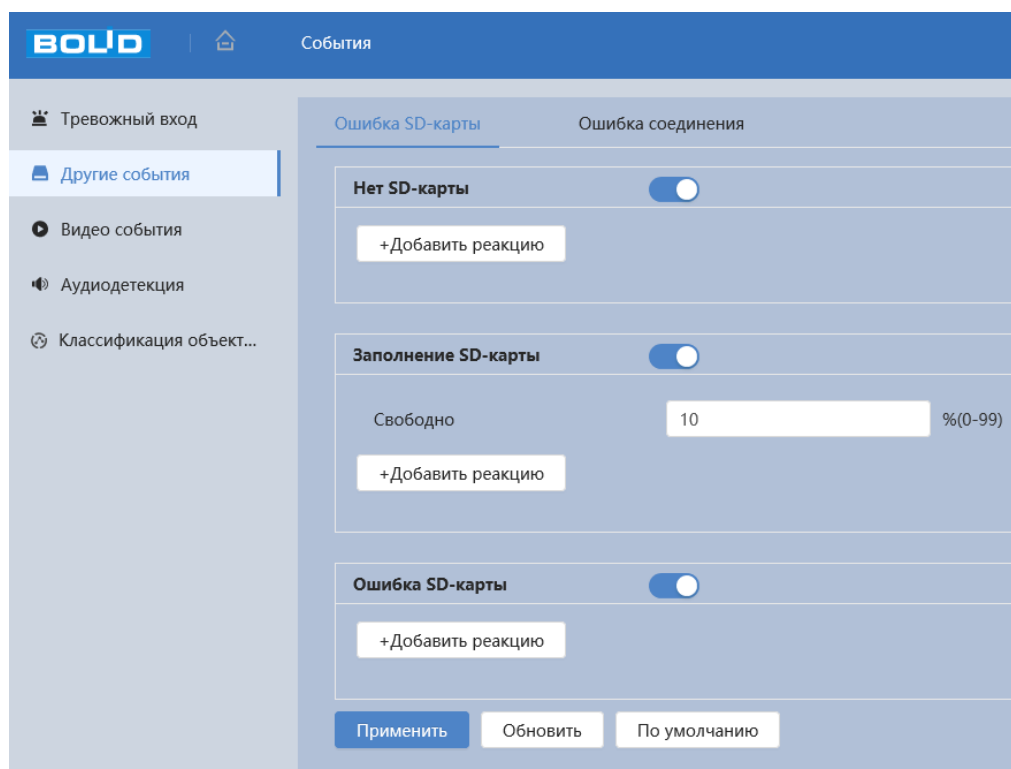 BOLID
События
Тревожный вход
Другие события
Видео события
Аудиодетекция
Классификация объект...
Ошибка SD-карты Ошибка соединения
Нет SD-карты
+Добавить реакцию
Заполнение SD-карты
Свободно 10 %(0-99)
+Добавить реакцию
Ошибка SD-карты
+Добавить реакцию
Применить Обновить По умолчанию